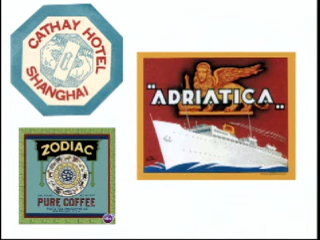 CATHAY HOTEL
SHANGHAI
"ADRIATICA„
ZODIAC
PURE COFFEE